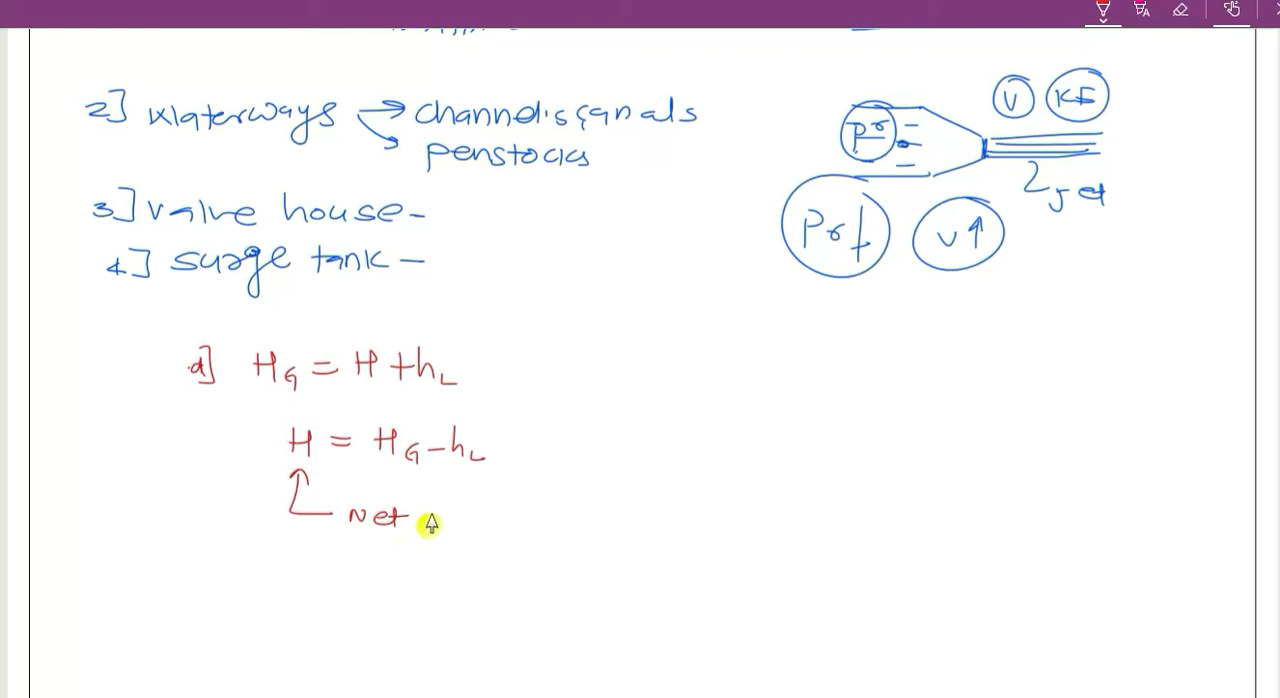 2] Waterways → channels, canals
penstocks
3] Valve house -
4] Surge tank -
Pr
V
KE
jet
Pr↓
V↑
a] H_G = H + h_L
H = H_G - h_L
Net